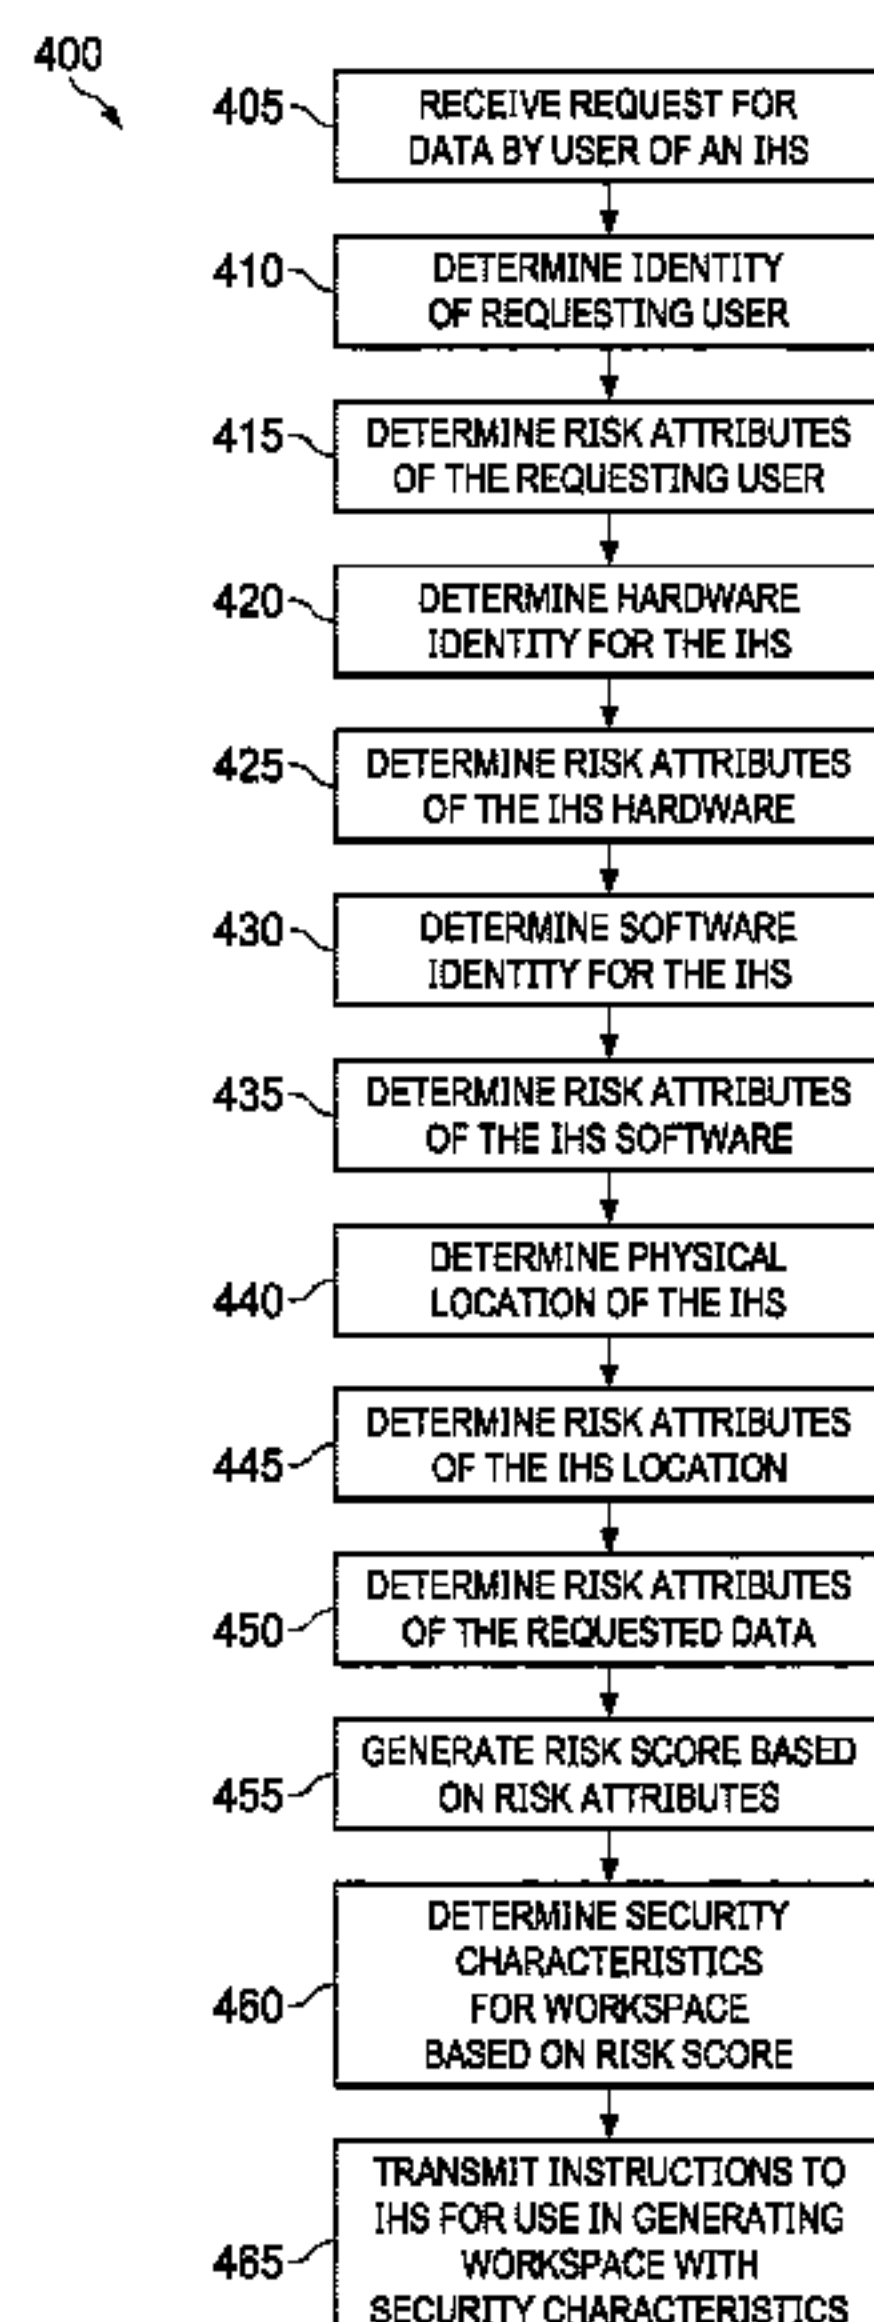 400
405
RECEIVE REQUEST FOR
DATA BY USER OF AN IHS
410
DETERMINE IDENTITY
OF REQUESTING USER
415
DETERMINE RISK ATTRIBUTES
OF THE REQUESTING USER
420
DETERMINE HARDWARE
IDENTITY FOR THE IHS
425
DETERMINE RISK ATTRIBUTES
OF THE IHS HARDWARE
430
DETERMINE SOFTWARE
IDENTITY FOR THE IHS
435
DETERMINE RISK ATTRIBUTES
OF THE IHS SOFTWARE
440
DETERMINE PHYSICAL
LOCATION OF THE IHS
445
DETERMINE RISK ATTRIBUTES
OF THE IHS LOCATION
450
DETERMINE RISK ATTRIBUTES
OF THE REQUESTED DATA
455
GENERATE RISK SCORE BASED
ON RISK ATTRIBUTES
460
DETERMINE SECURITY
CHARACTERISTICS
FOR WORKSPACE
BASED ON RISK SCORE
465
TRANSMIT INSTRUCTIONS TO
IHS FOR USE IN GENERATING
WORKSPACE WITH
SECURITY CHARACTERISTICS